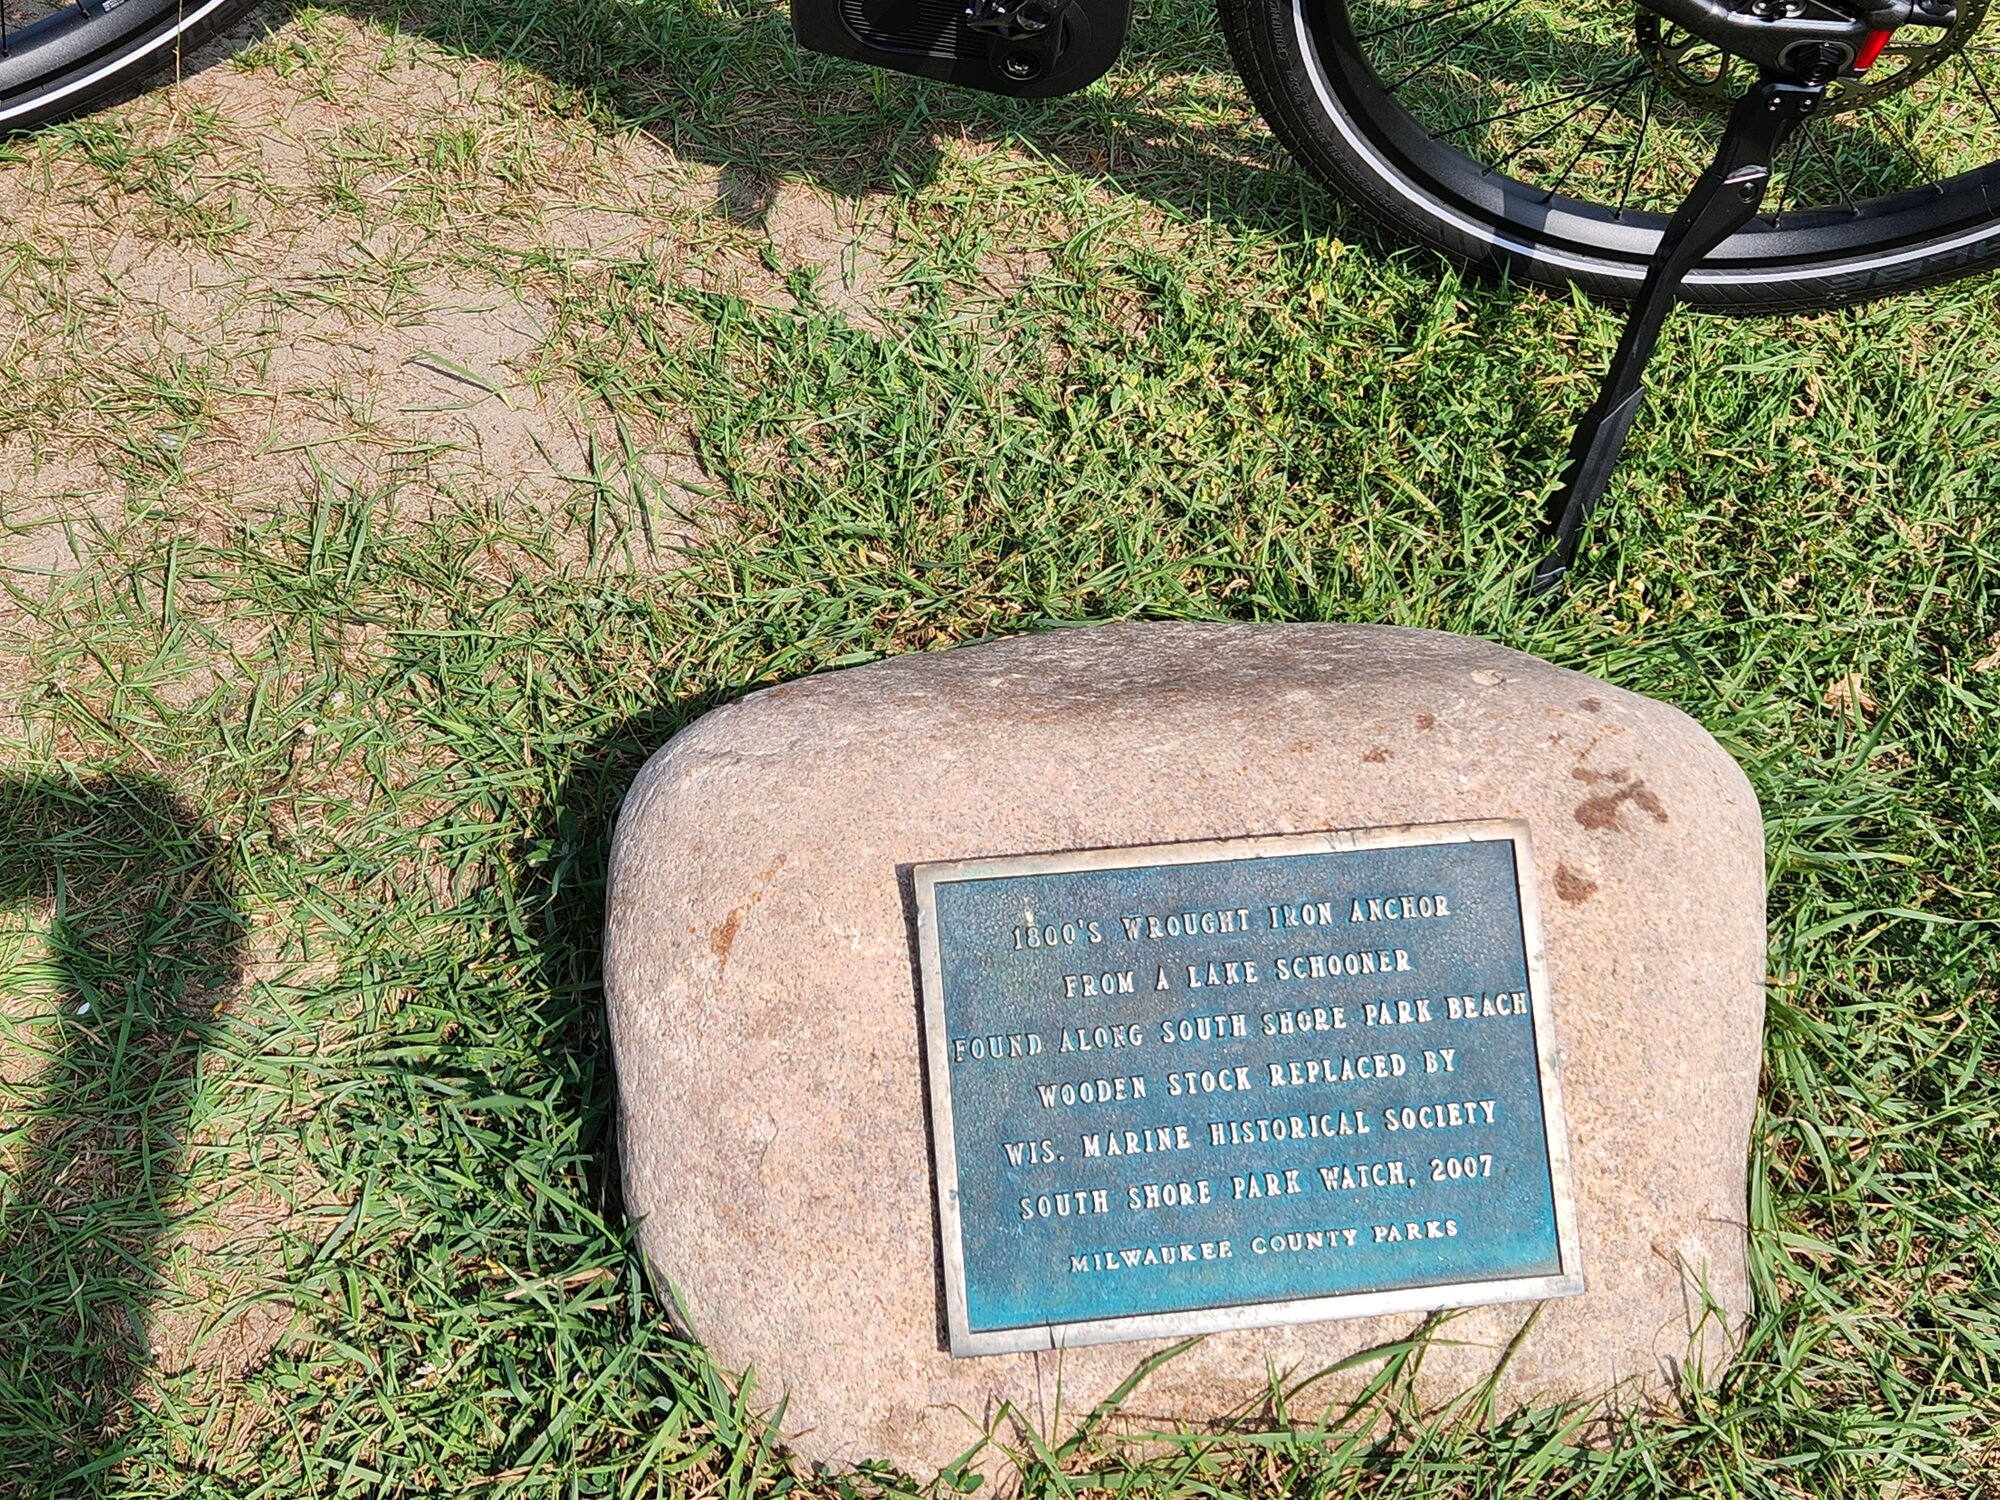 1800'S WROUGHT IRON ANCHOR
FROM A LAKE SCHOONER
FOUND ALONG SOUTH SHORE PARK BEACH
WOODEN STOCK REPLACED BY
WIS. MARINE HISTORICAL SOCIETY
SOUTH SHORE PARK WATCH, 2007
MILWAUKEE COUNTY PARKS